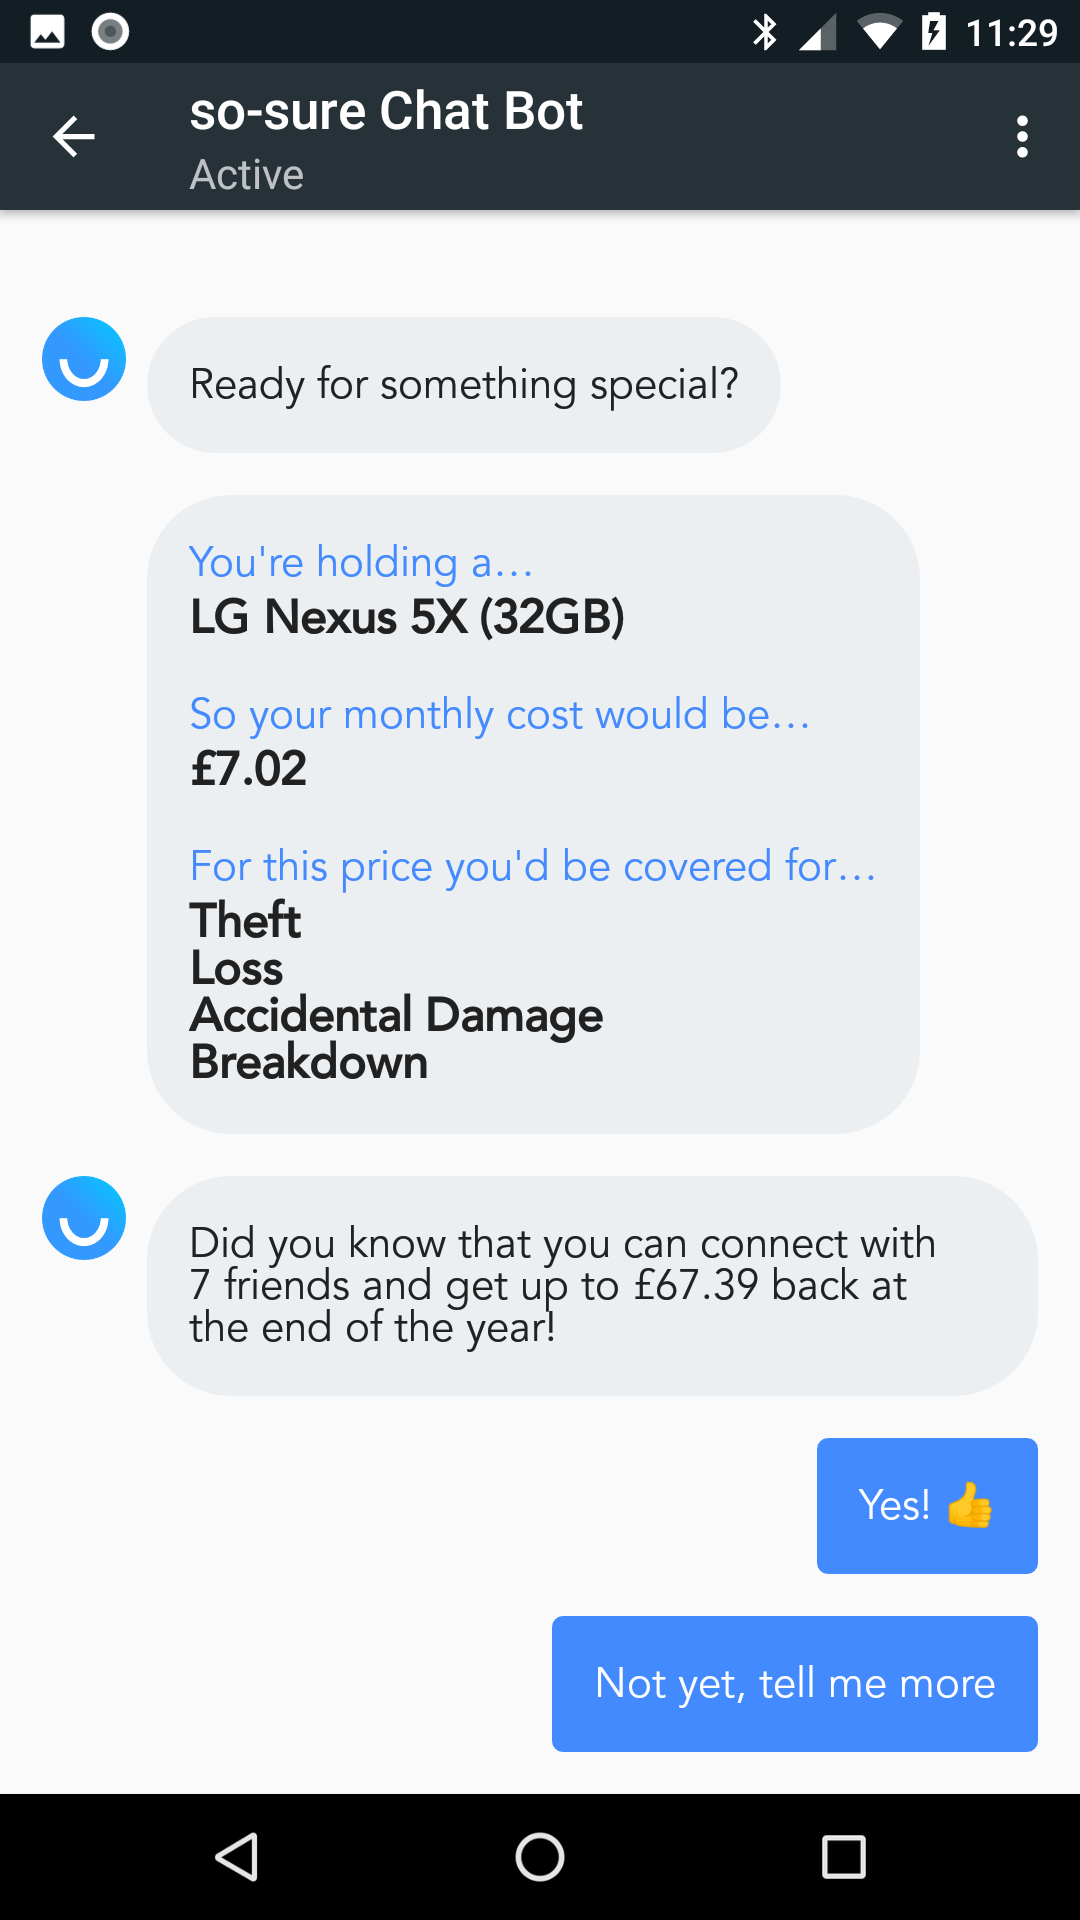 11:29
so-sure Chat Bot
Active
Ready for something special?
You're holding a...
LG Nexus 5X (32GB)
So your monthly cost would be...
£7.02
For this price you'd be covered for...
Theft
Loss
Accidental Damage
Breakdown
Did you know that you can connect with
7 friends and get up to £67.39 back at
the end of the year!
Yes! 👍
Not yet, tell me more